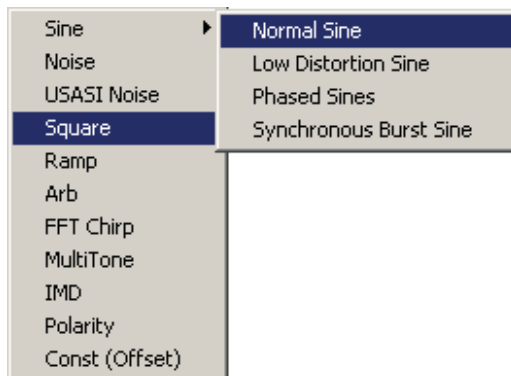 Sine
Noise
USASI Noise
Square
Ramp
Arb
FFT Chirp
MultiTone
IMD
Polarity
Const (Offset)
Normal Sine
Low Distortion Sine
Phased Sines
Synchronous Burst Sine